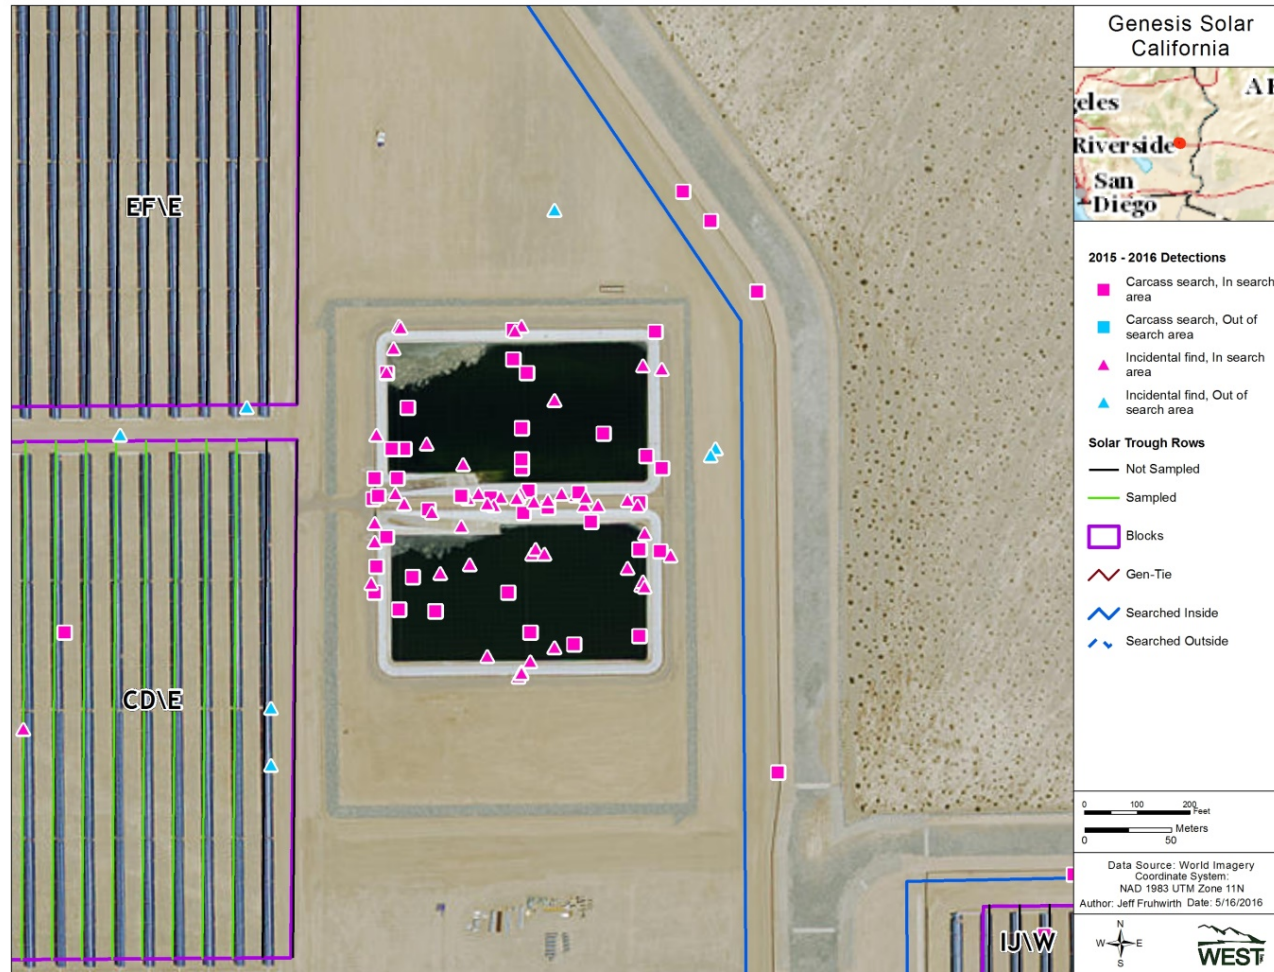 Genesis Solar
California
geles
Riverside
San
Diego
EF\E
CD\E
IJ\W
2015 - 2016 Detections
Carcass search, In search
area
Carcass search, Out of
search area
Incidental find, In search
area
Incidental find, Out of
search area
Solar Trough Rows
Not Sampled
Sampled
Blocks
Gen-Tie
Searched Inside
Searched Outside
0 100 200
Feet
Meters
0 50
Data Source: World Imagery
Coordinate System:
NAD 1983 UTM Zone 11N
Author: Jeff Fruhwirth Date: 5/16/2016
N
W E
S
WEST